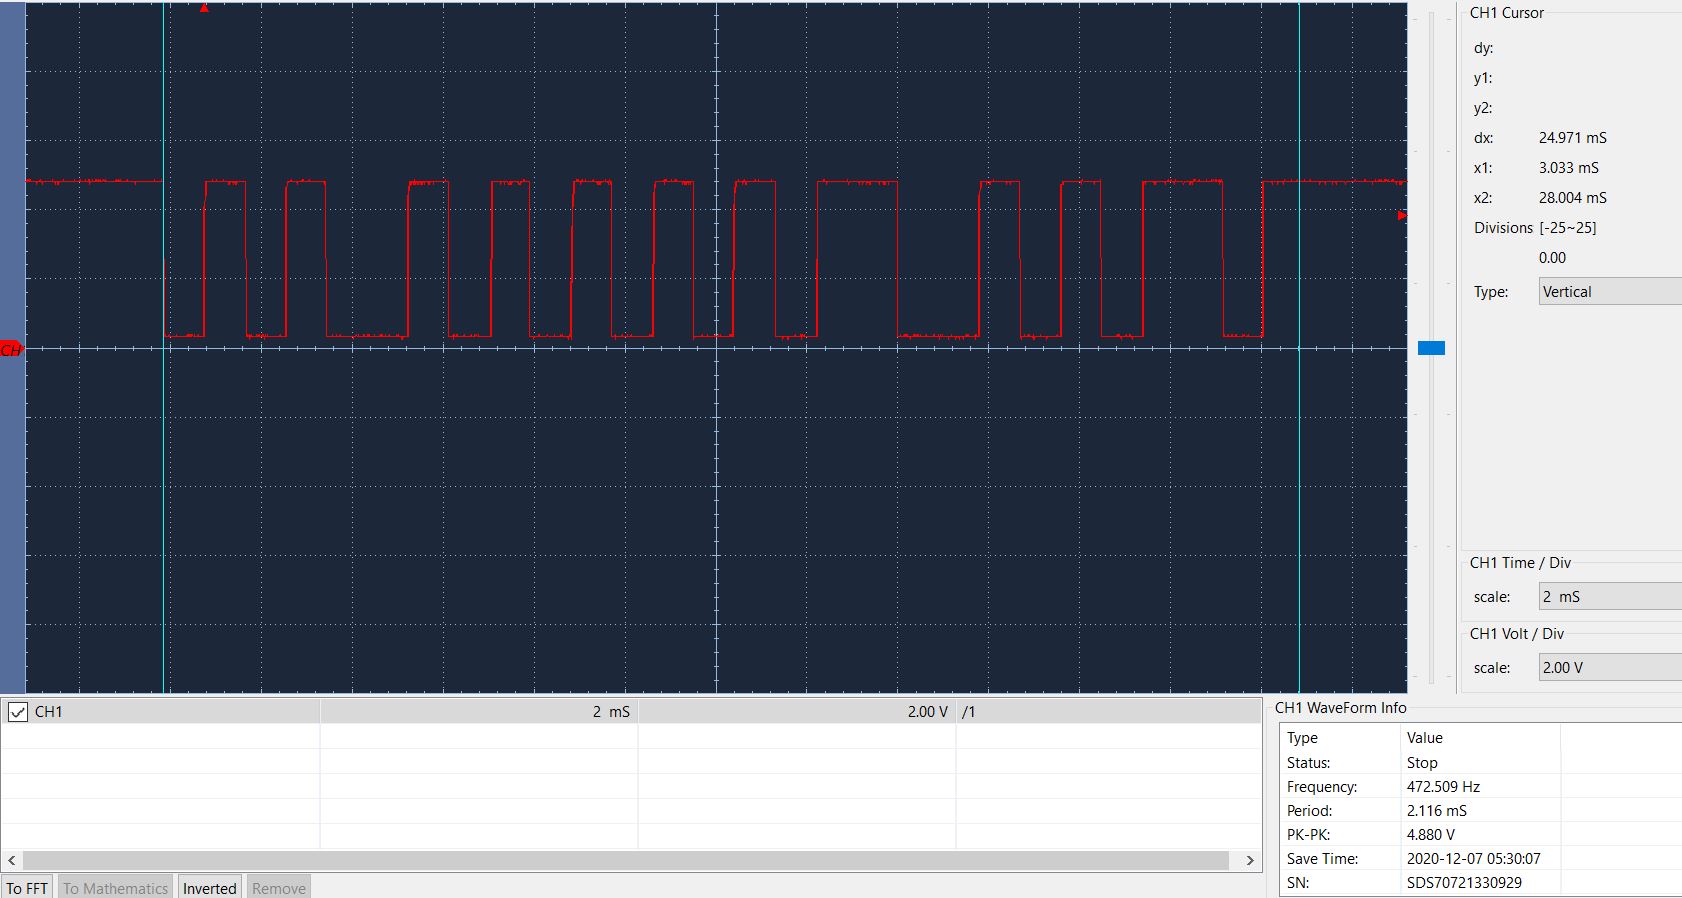 CH
CH1 Cursor
dy:
y1:
y2:
dx: 24.971 mS
x1: 3.033 mS
x2: 28.004 mS
Divisions [-25~25]
0.00
Type: Vertical
CH1 Time / Div
scale: 2 mS
CH1 Volt / Div
scale: 2.00 V
CH1 2 mS 2.00 V /1
To FFT To Mathematics Inverted Remove
CH1 WaveForm Info
Type Value
Status: Stop
Frequency: 472.509 Hz
Period: 2.116 mS
PK-PK: 4.880 V
Save Time: 2020-12-07 05:30:07
SN: SDS70721330929